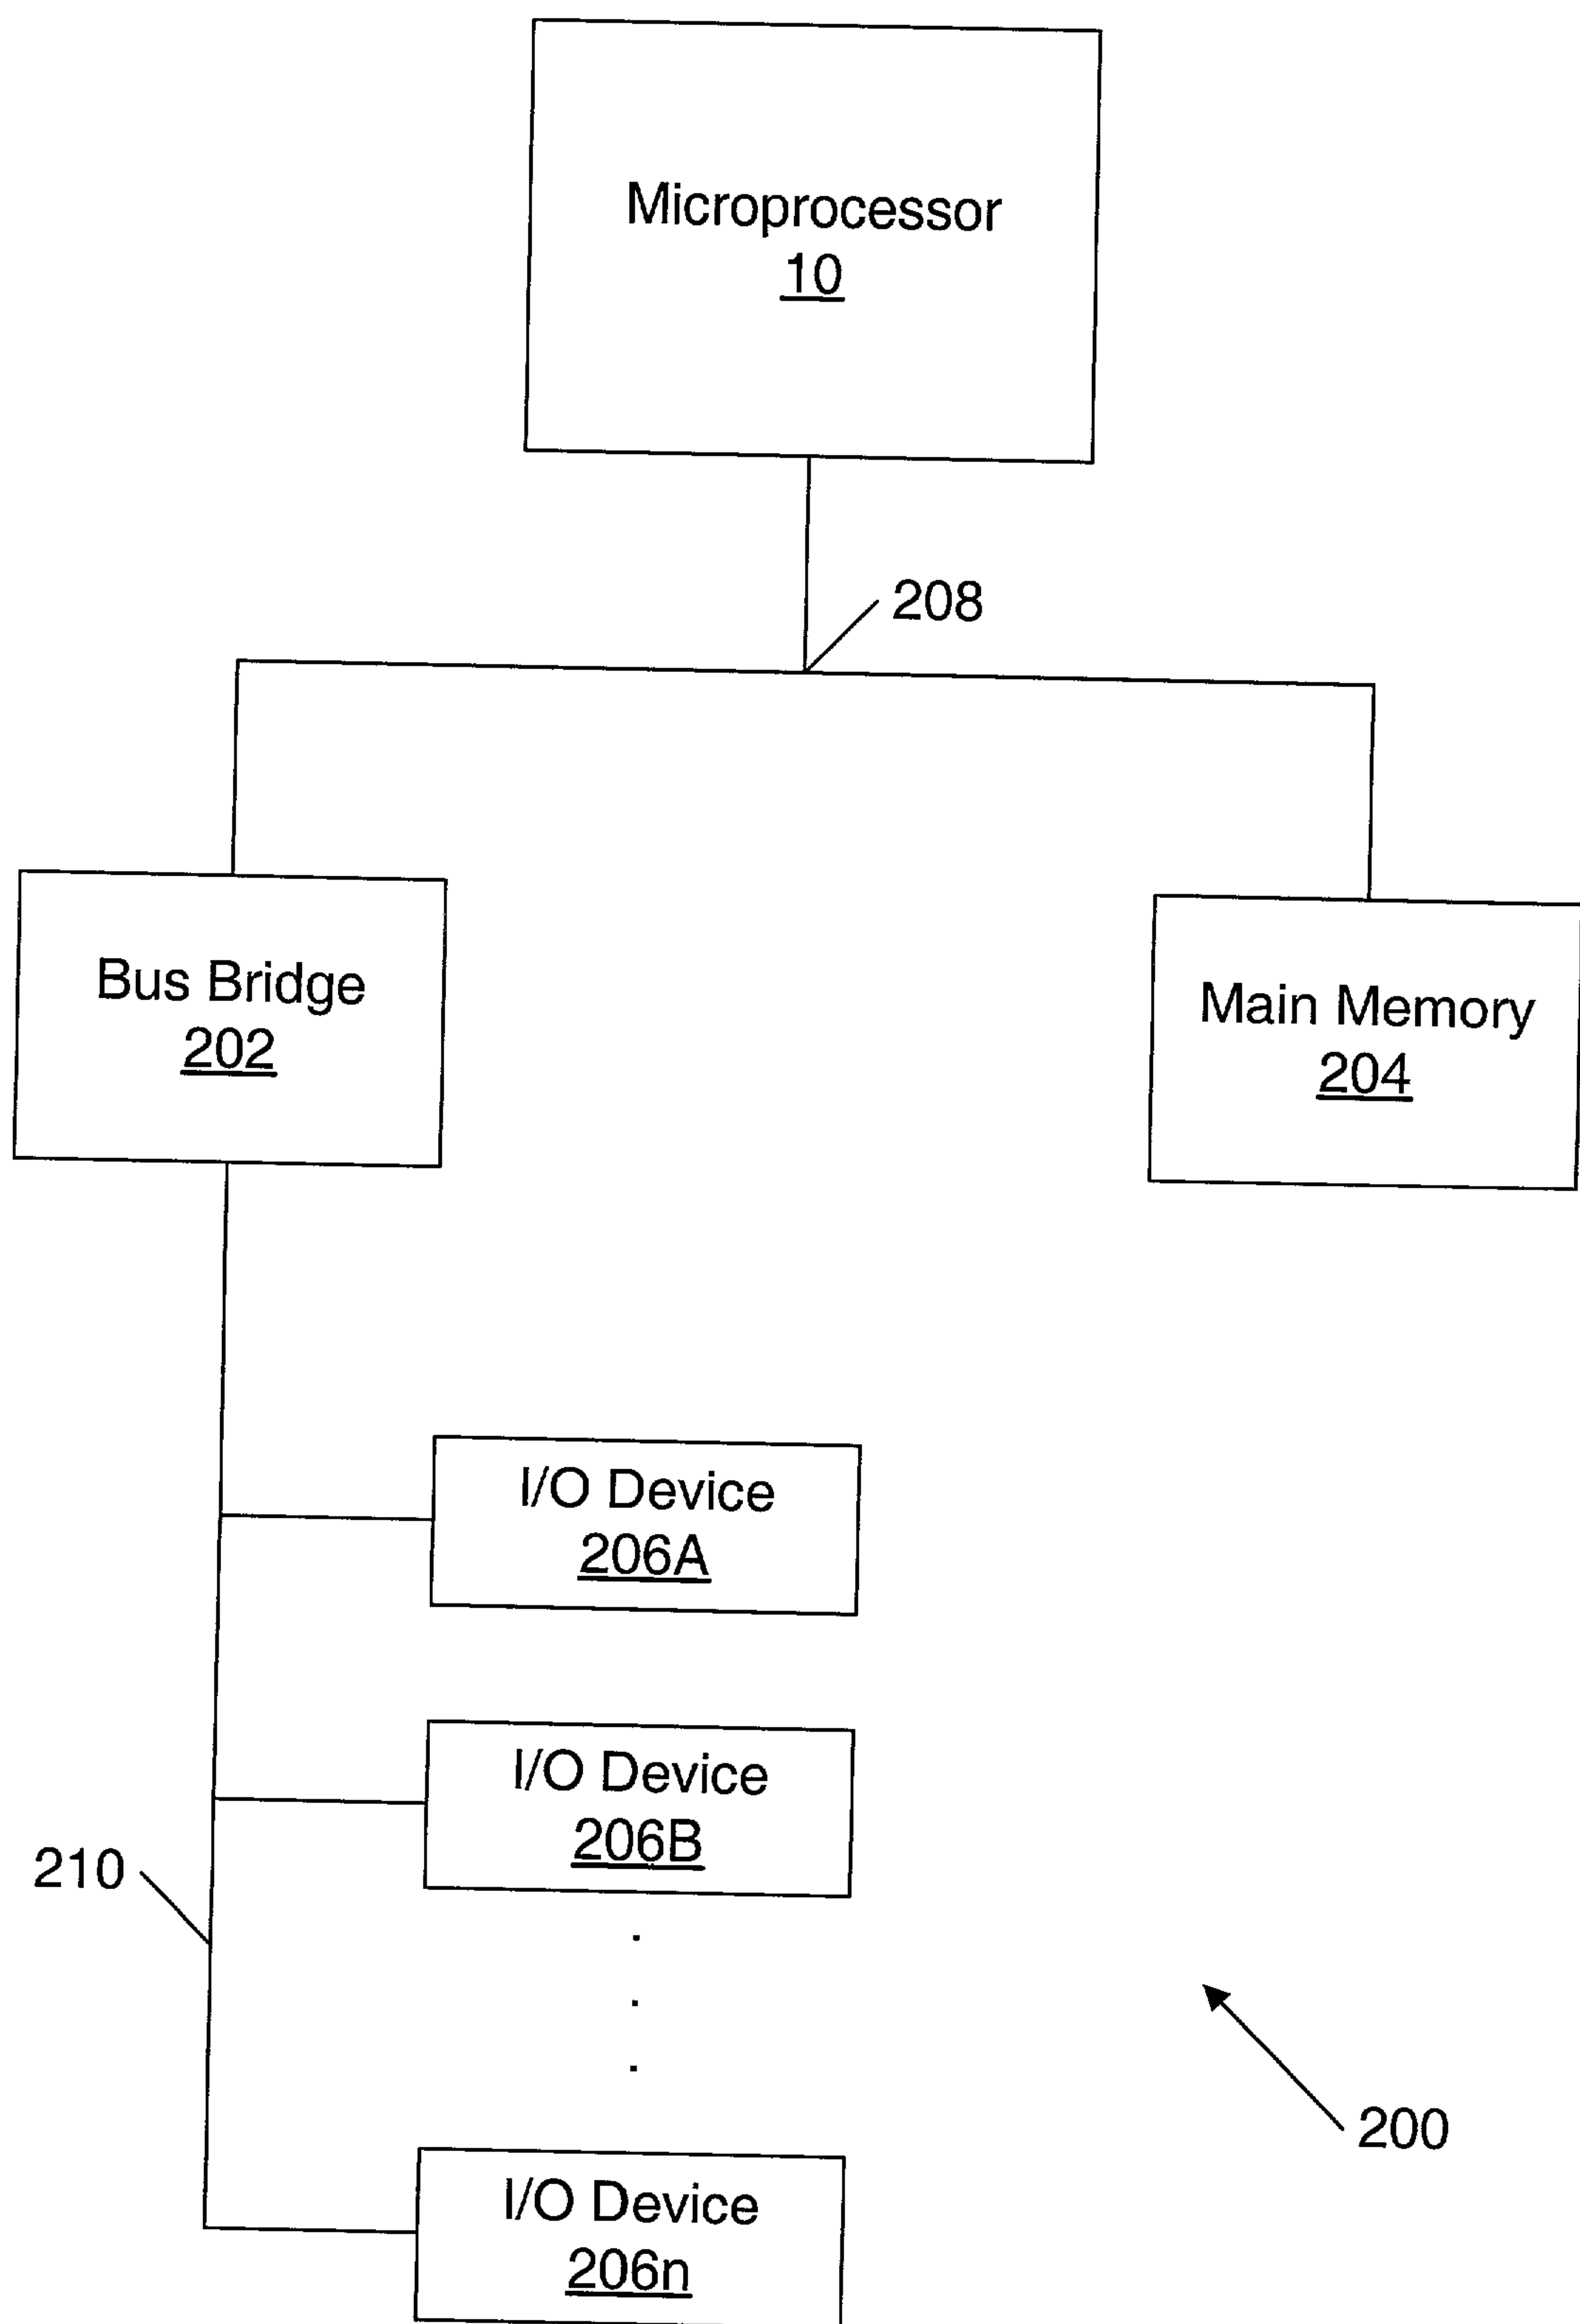 Microprocessor
10
208
Bus Bridge
202
Main Memory
204
I/O Device
206A
I/O Device
206B
210
.
.
.
200
I/O Device
206n